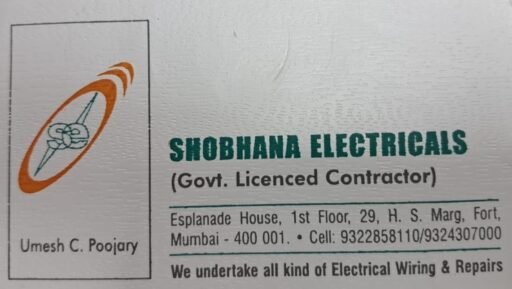 SE
Umesh C. Poojary
SHOBHANA ELECTRICALS
(Govt. Licenced Contractor)
Esplanade House, 1st Floor, 29, H. S. Marg, Fort,
Mumbai - 400 001. • Cell: 9322858110/9324307000
We undertake all kind of Electrical Wiring & Repairs